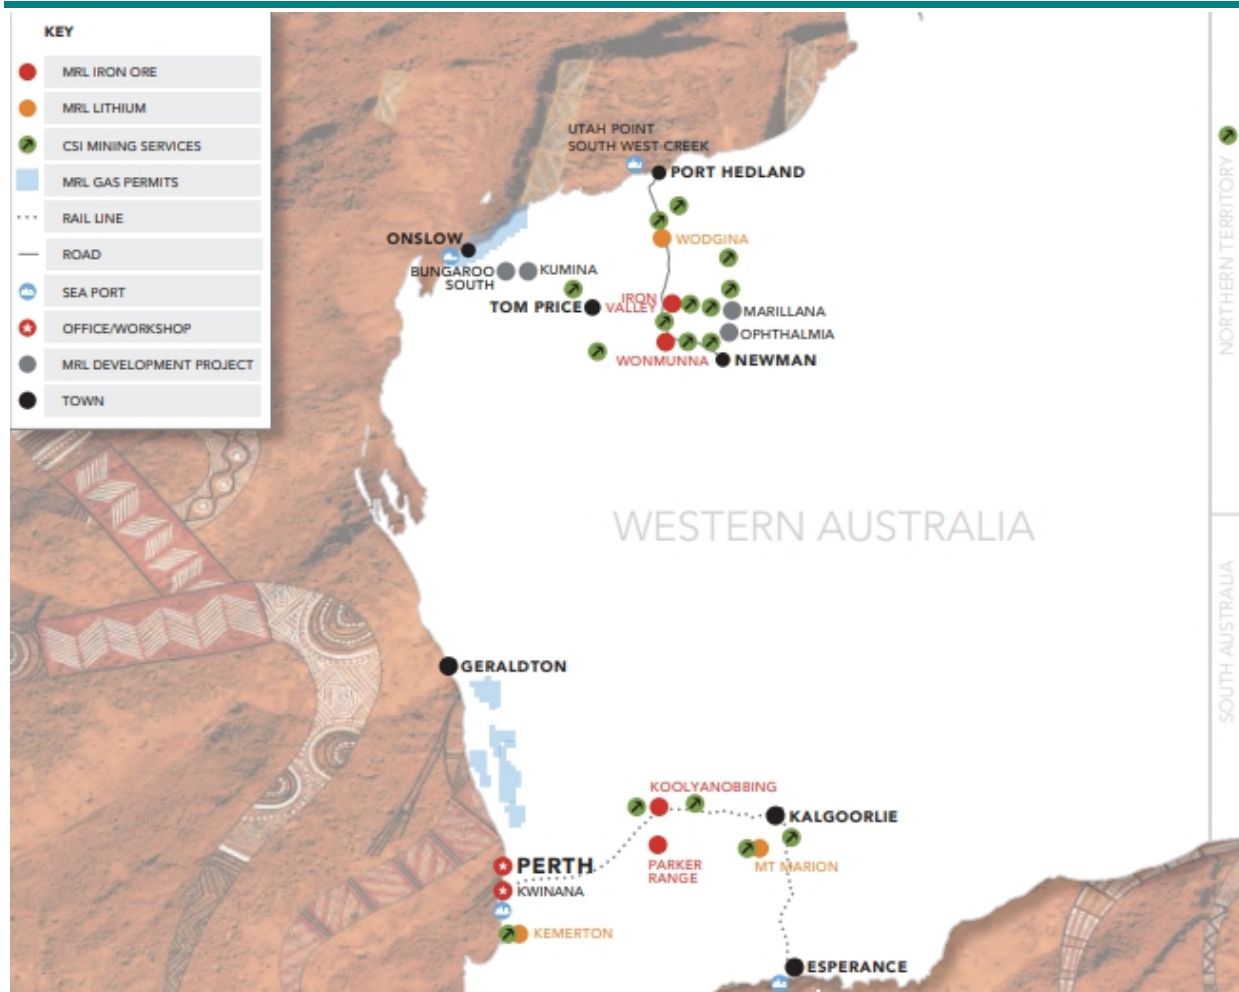 KEY
MRL IRON ORE
MRL LITHIUM
CSI MINING SERVICES
MRL GAS PERMITS
RAIL LINE
ROAD
SEA PORT
OFFICE/WORKSHOP
MRL DEVELOPMENT PROJECT
TOWN
UTAH POINT
SOUTH WEST CREEK
PORT HEDLAND
WODGINA
ONSLOW
BUNGAROO
SOUTH
KUMINA
TOM PRICE
IRON
VALLEY
MARILLANA
OPHTHALMIA
WONMUNNA
NEWMAN
NORTHERN TERRITORY
WESTERN AUSTRALIA
SOUTH AUSTRALIA
GERALDTON
KOOLYANOBBING
KALGOORLIE
PARKER
RANGE
MT MARION
PERTH
KWINANA
KEMERTON
ESPERANCE